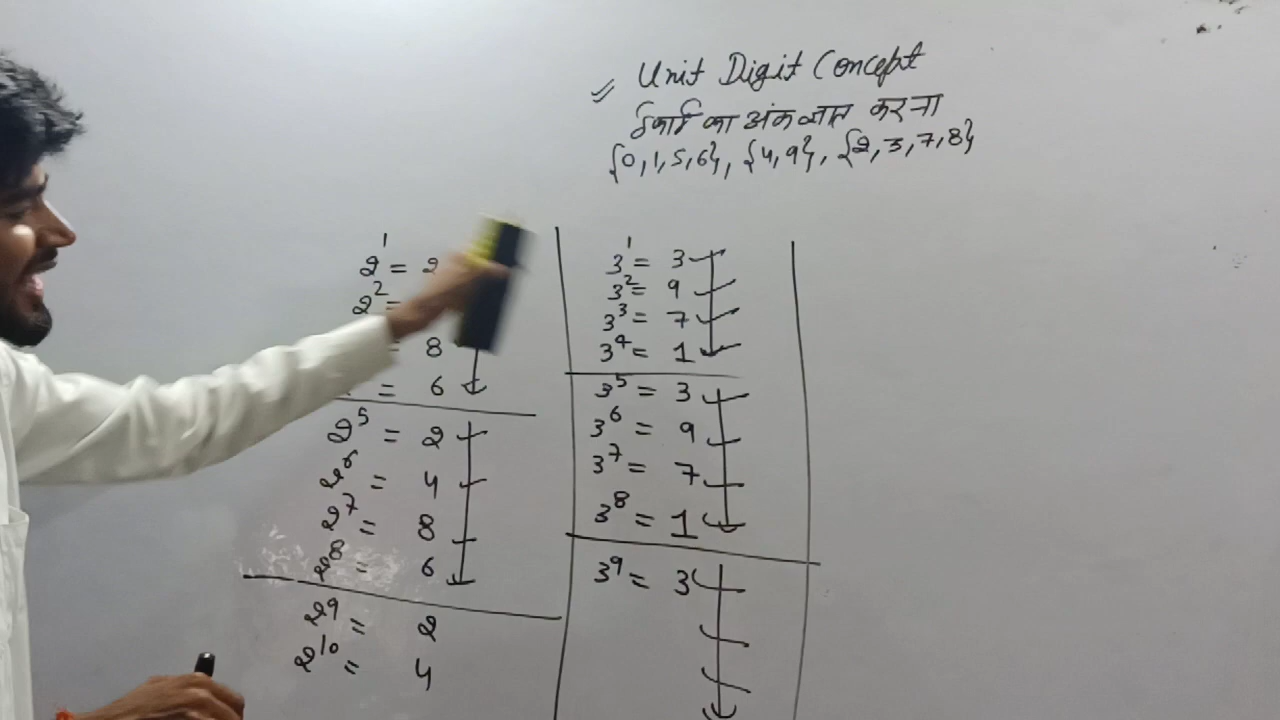 Unit Digit Concept
इकाई का अंक ज्ञात करना
{0,1,5,6}, {4,9}, {2,3,7,8}
2¹ = 2
2² =
= 8
= 6
2⁵ = 2
2⁶ = 4
2⁷ = 8
2⁸ = 6
2⁹ = 2
2¹⁰ = 4
3¹ = 3
3² = 9
3³ = 7
3⁴ = 1
3⁵ = 3
3⁶ = 9
3⁷ = 7
3⁸ = 1
3⁹ = 3